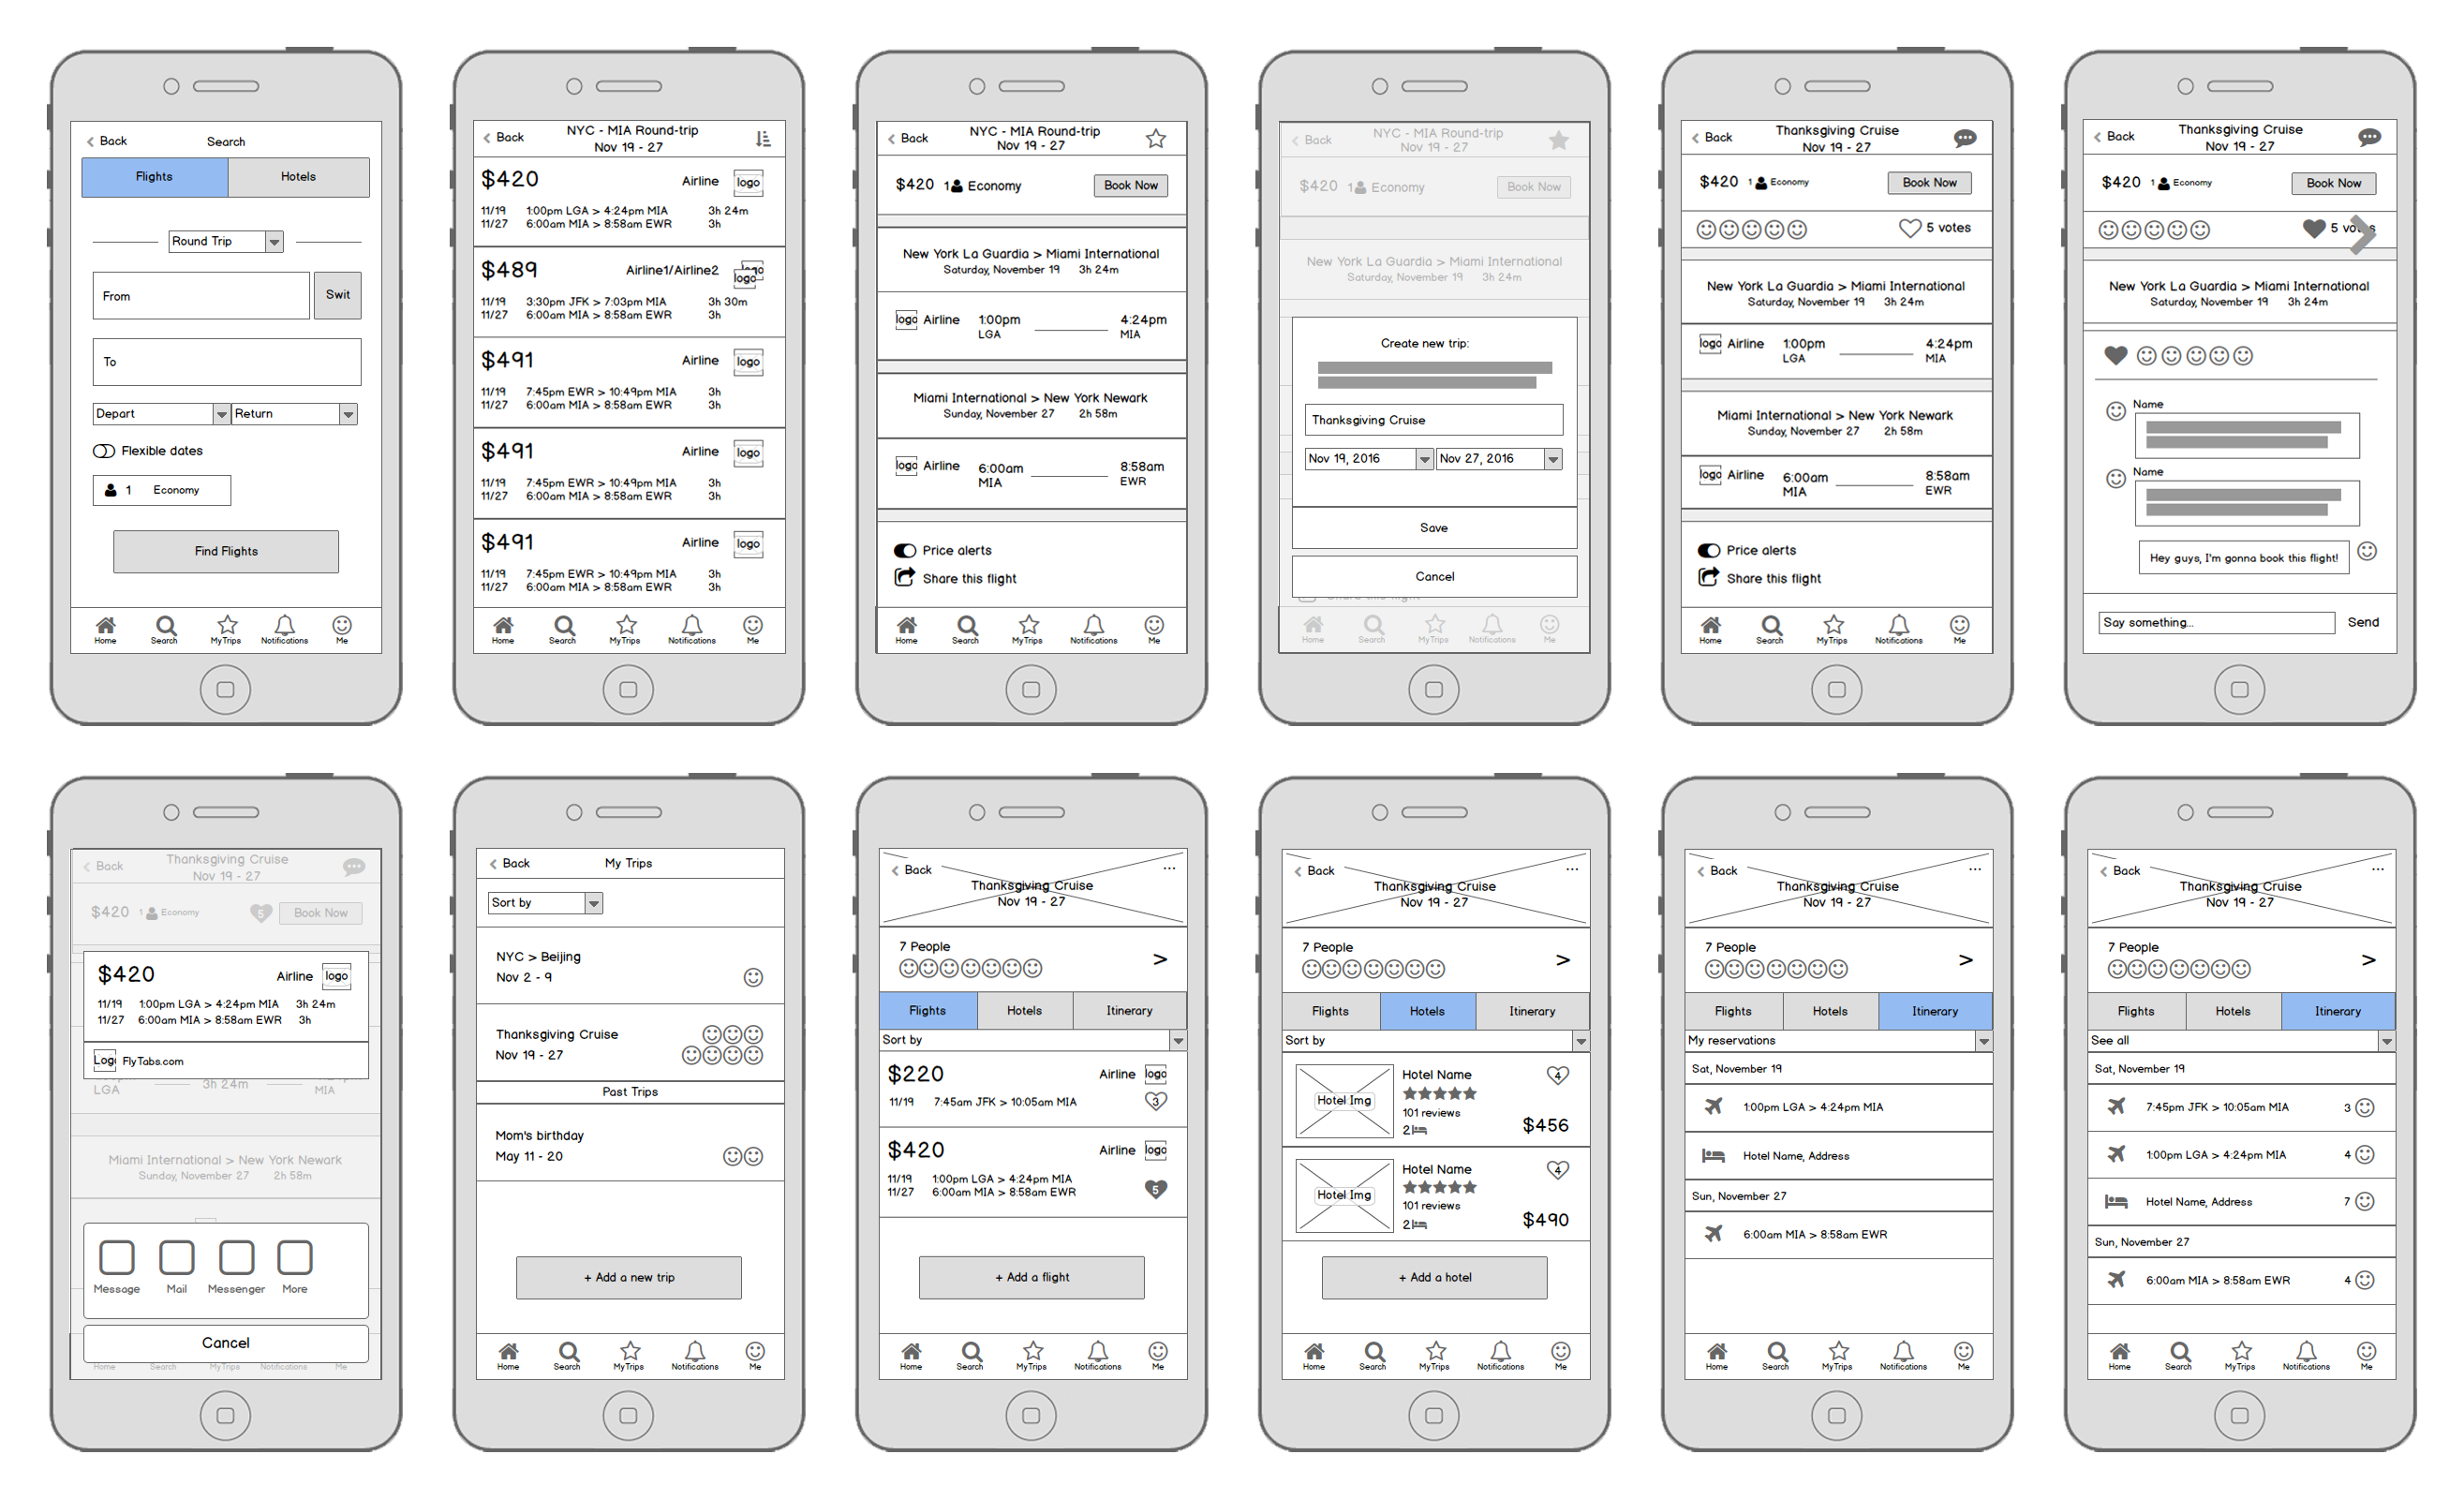 Back
Search
Flights
Hotels
Round Trip
From
Swit
To
Depart
Return
Flexible dates
1 Economy
Find Flights
Home Search MyTrips Notifications Me
Back
NYC - MIA Round-trip
Nov 19 - 27
$420 Airline logo
11/19 1:00pm LGA > 4:24pm MIA 3h 24m
11/27 6:00am MIA > 8:58am EWR 3h
$489 Airline1/Airline2 logo
logo
11/19 3:30pm JFK > 7:03pm MIA 3h 30m
11/27 6:00am MIA > 8:58am EWR 3h
$491 Airline logo
11/19 7:45pm EWR > 10:49pm MIA 3h
11/27 6:00am MIA > 8:58am EWR 3h
$491 Airline logo
11/19 7:45pm EWR > 10:49pm MIA 3h
11/27 6:00am MIA > 8:58am EWR 3h
$491 Airline logo
11/19 7:45pm EWR > 10:49pm MIA 3h
11/27 6:00am MIA > 8:58am EWR 3h
Home Search MyTrips Notifications Me
Back
NYC - MIA Round-trip
Nov 19 - 27
$420 1 Economy Book Now
New York La Guardia > Miami International
Saturday, November 19 3h 24m
logo Airline 1:00pm 4:24pm
LGA MIA
Miami International > New York Newark
Sunday, November 27 2h 58m
logo Airline 6:00am 8:58am
MIA EWR
Price alerts
Share this flight
Home Search MyTrips Notifications Me
Back
NYC - MIA Round-trip
Nov 19 - 27
$420 1 Economy Book Now
New York La Guardia > Miami International
Saturday, November 19 3h 24m
Create new trip:
Thanksgiving Cruise
Nov 19, 2016
Nov 27, 2016
Save
Cancel
Share this flight
Home Search MyTrips Notifications Me
Back
Thanksgiving Cruise
Nov 19 - 27
$420 1 Economy Book Now
5 votes
New York La Guardia > Miami International
Saturday, November 19 3h 24m
logo Airline 1:00pm 4:24pm
LGA MIA
Miami International > New York Newark
Sunday, November 27 2h 58m
logo Airline 6:00am 8:58am
MIA EWR
Price alerts
Share this flight
Home Search MyTrips Notifications Me
Back
Thanksgiving Cruise
Nov 19 - 27
$420 1 Economy Book Now
5 votes
New York La Guardia > Miami International
Saturday, November 19 3h 24m
Name
Name
Hey guys, I'm gonna book this flight!
Say something...
Send
Back
Thanksgiving Cruise
Nov 19 - 27
$420 1 Economy 5 Book Now
$420 Airline logo
11/19 1:00pm LGA > 4:24pm MIA 3h 24m
11/27 6:00am MIA > 8:58am EWR 3h
Logo FlyTabs.com
LGA 3h 24m MIA
Miami International > New York Newark
Sunday, November 27 2h 58m
Message Mail Messenger More
Cancel
Home Search MyTrips Notifications Me
Back
My Trips
Sort by
NYC > Beijing
Nov 2 - 9
Thanksgiving Cruise
Nov 19 - 27
Past Trips
Mom's birthday
May 11 - 20
+ Add a new trip
Home Search MyTrips Notifications Me
Back
...
Thanksgiving Cruise
Nov 19 - 27
7 People
>
Flights Hotels Itinerary
Sort by
$220 Airline logo
11/19 7:45am JFK > 10:05am MIA 3
$420 Airline logo
11/19 1:00pm LGA > 4:24pm MIA
11/27 6:00am MIA > 8:58am EWR 5
+ Add a flight
Home Search MyTrips Notifications Me
Back
...
Thanksgiving Cruise
Nov 19 - 27
7 People
>
Flights Hotels Itinerary
Sort by
Hotel Img
Hotel Name 4
101 reviews
2 $456
Hotel Img
Hotel Name 4
101 reviews
2 $490
+ Add a hotel
Home Search MyTrips Notifications Me
Back
...
Thanksgiving Cruise
Nov 19 - 27
7 People
>
Flights Hotels Itinerary
My reservations
Sat, November 19
1:00pm LGA > 4:24pm MIA
Hotel Name, Address
Sun, November 27
6:00am MIA > 8:58am EWR
Home Search MyTrips Notifications Me
Back
...
Thanksgiving Cruise
Nov 19 - 27
7 People
>
Flights Hotels Itinerary
See all
Sat, November 19
7:45pm JFK > 10:05am MIA 3
1:00pm LGA > 4:24pm MIA 4
Hotel Name, Address 7
Sun, November 27
6:00am MIA > 8:58am EWR 4
Home Search MyTrips Notifications Me